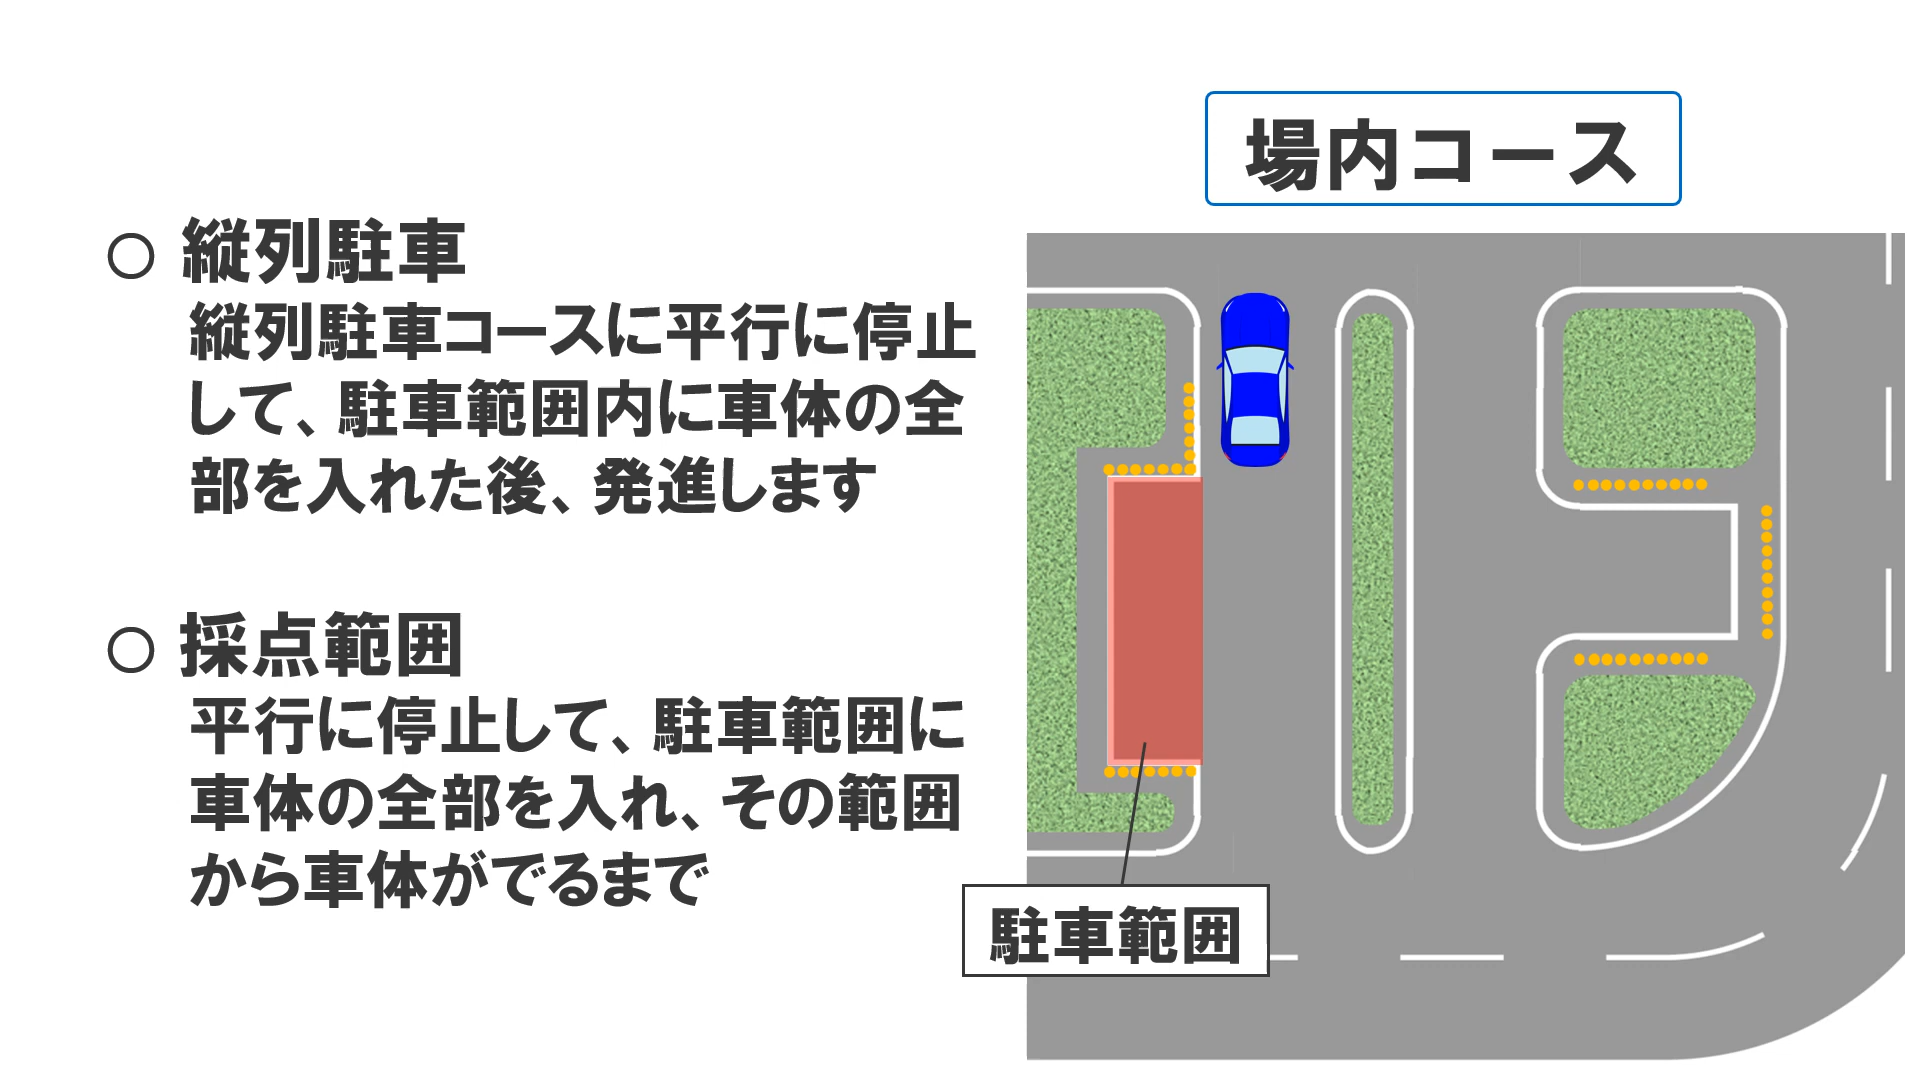 場内コース
○ 縦列駐車
縦列駐車コースに平行に停止
して、駐車範囲内に車体の全
部を入れた後、発進します
○ 採点範囲
平行に停止して、駐車範囲に
車体の全部を入れ、その範囲
から車体がでるまで
駐車範囲